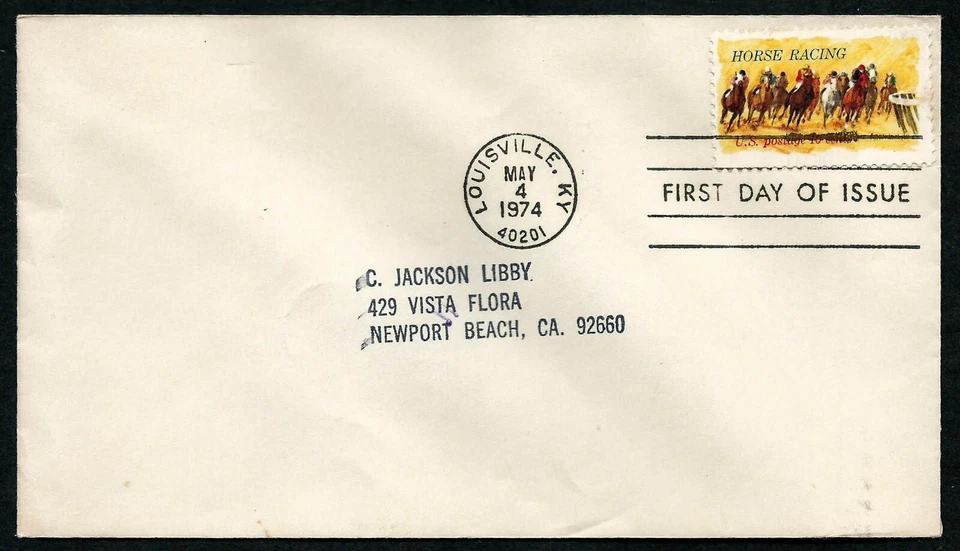 HORSE RACING
U.S. postage 10 cents
LOUISVILLE, KY
MAY
4
1974
40201
FIRST DAY OF ISSUE
C. JACKSON LIBBY
429 VISTA FLORA
NEWPORT BEACH, CA. 92660